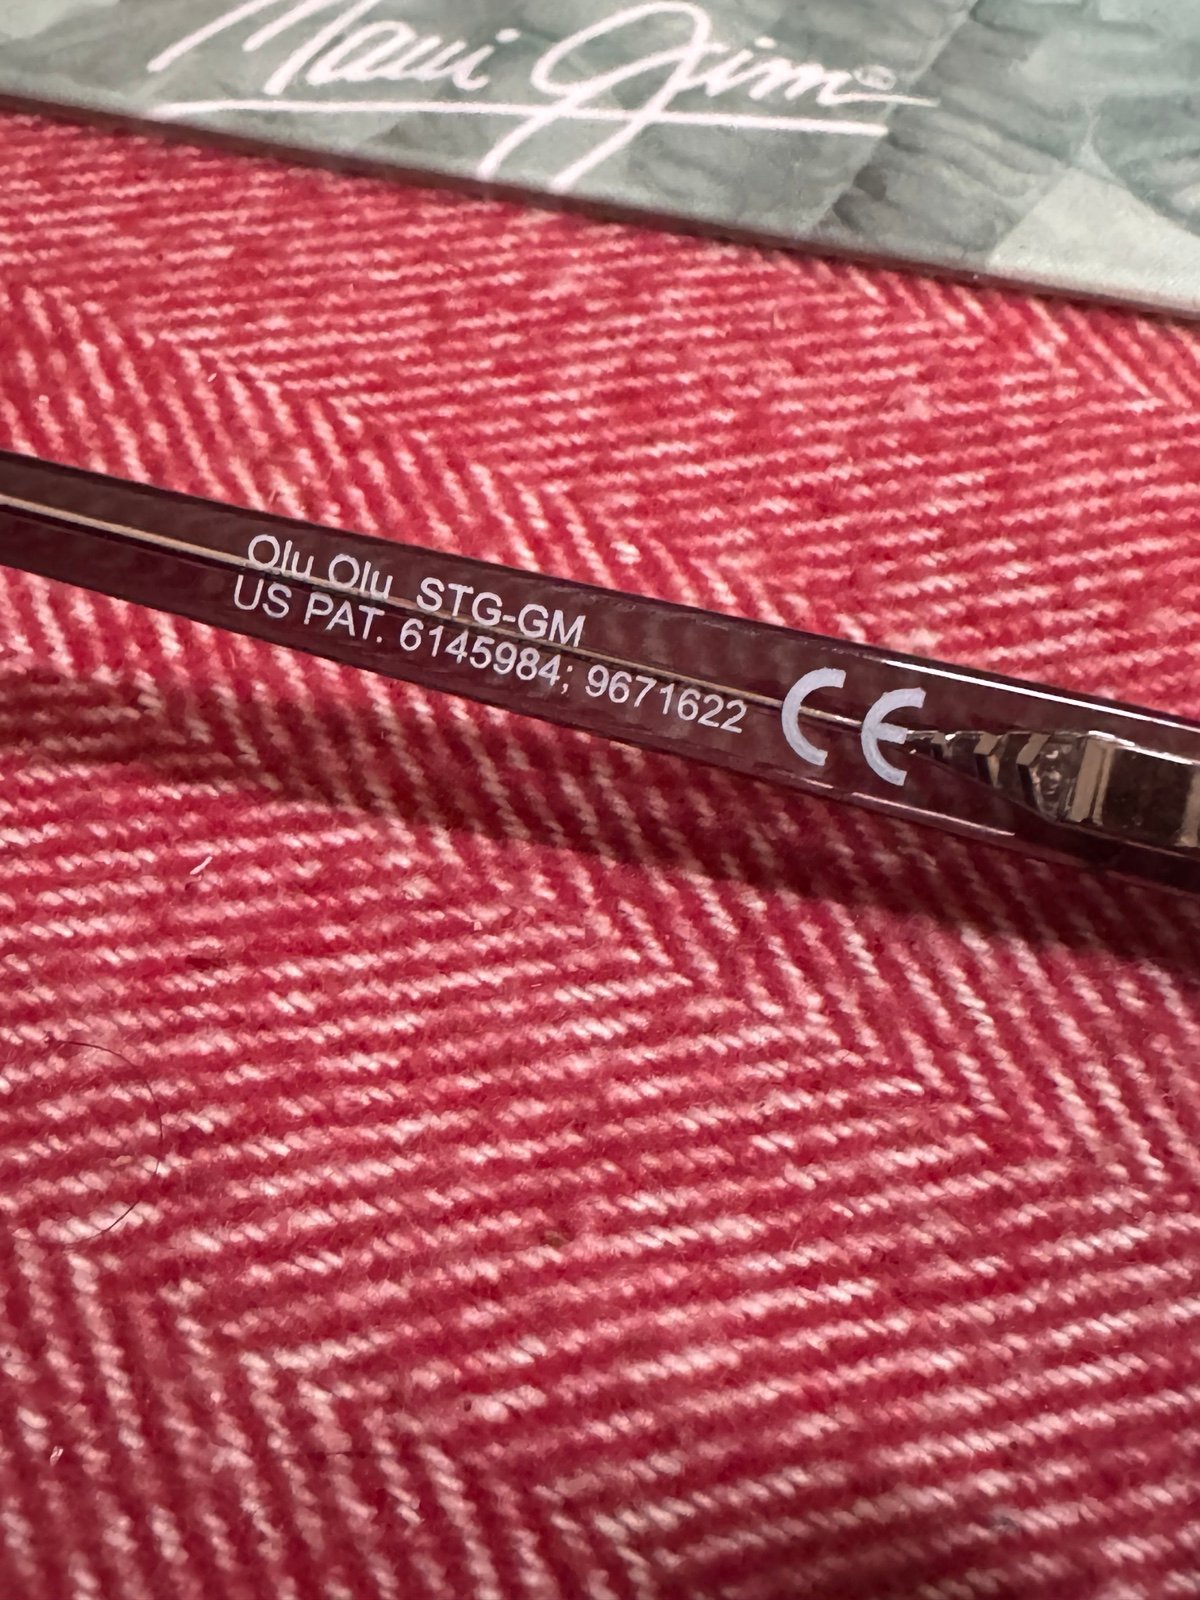 Maui Jim®
Olu Olu STG-GM
US PAT. 6145984; 9671622
CE